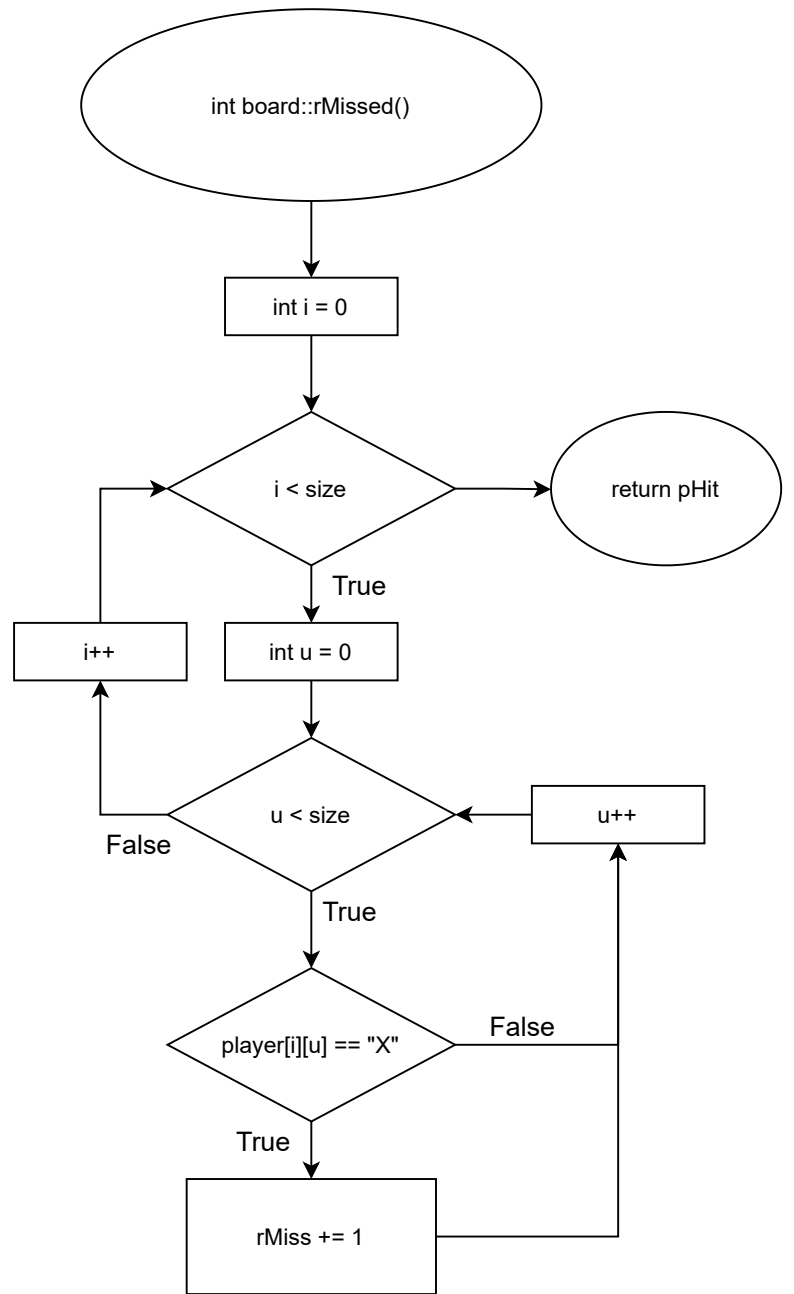 int board::rMissed()
int i = 0
i < size
return pHit
True
i++
int u = 0
u < size
u++
False
True
player[i][u] == "X"
False
True
rMiss += 1